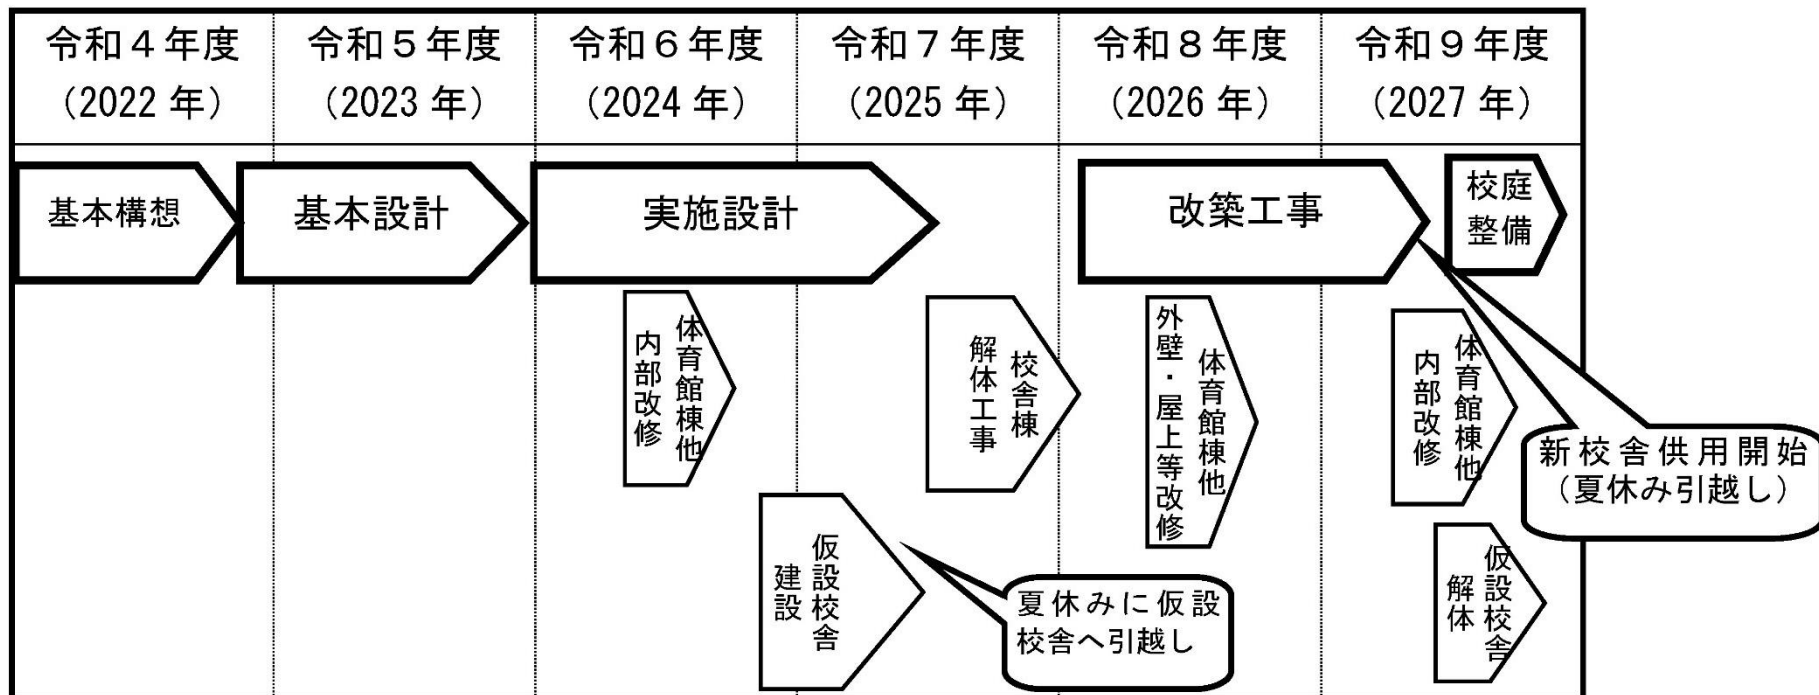 令和４年度
（2022 年）
令和５年度
（2023 年）
令和６年度
（2024 年）
令和７年度
（2025 年）
令和８年度
（2026 年）
令和９年度
（2027 年）
基本構想
基本設計
実施設計
改築工事
校庭
整備
体育館棟他
内部改修
校舎棟
解体工事
体育館棟他
外壁・屋上等改修
体育館棟他
内部改修
新校舎供用開始
（夏休み引越し）
仮設校舎
建設
夏休みに仮設
校舎へ引越し
仮設校舎
解体